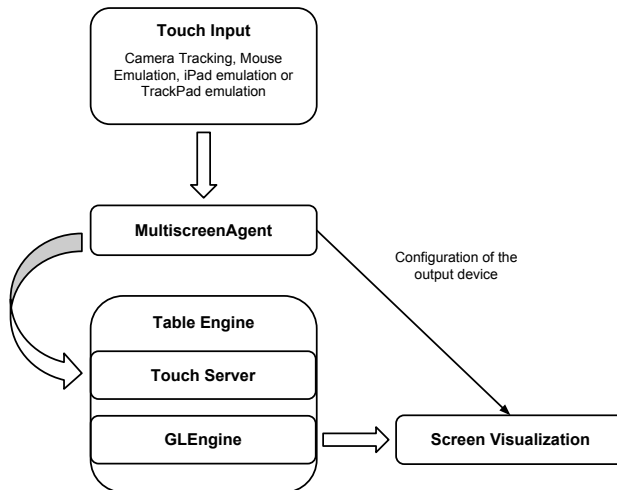 Touch Input
Camera Tracking, Mouse
Emulation, iPad emulation or
TrackPad emulation
MultiscreenAgent
Configuration of the
output device
Table Engine
Touch Server
GLEngine
Screen Visualization